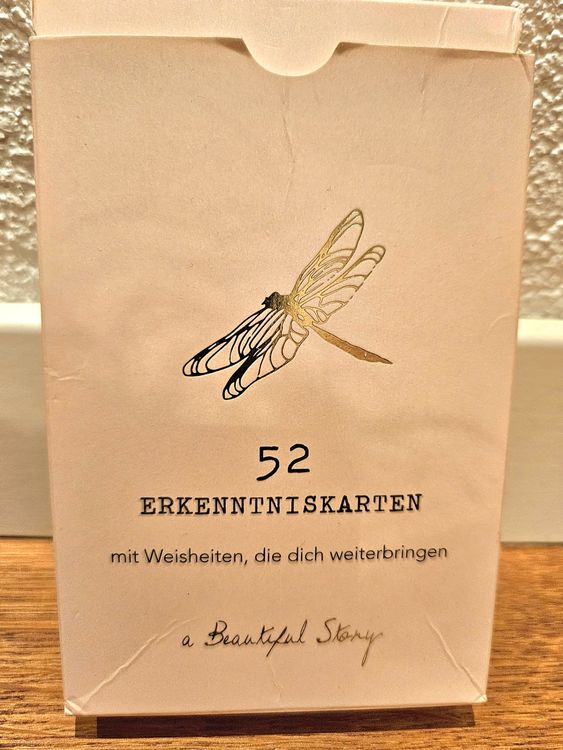 52
ERKENNTNISKARTEN
mit Weisheiten, die dich weiterbringen
a Beautiful Story